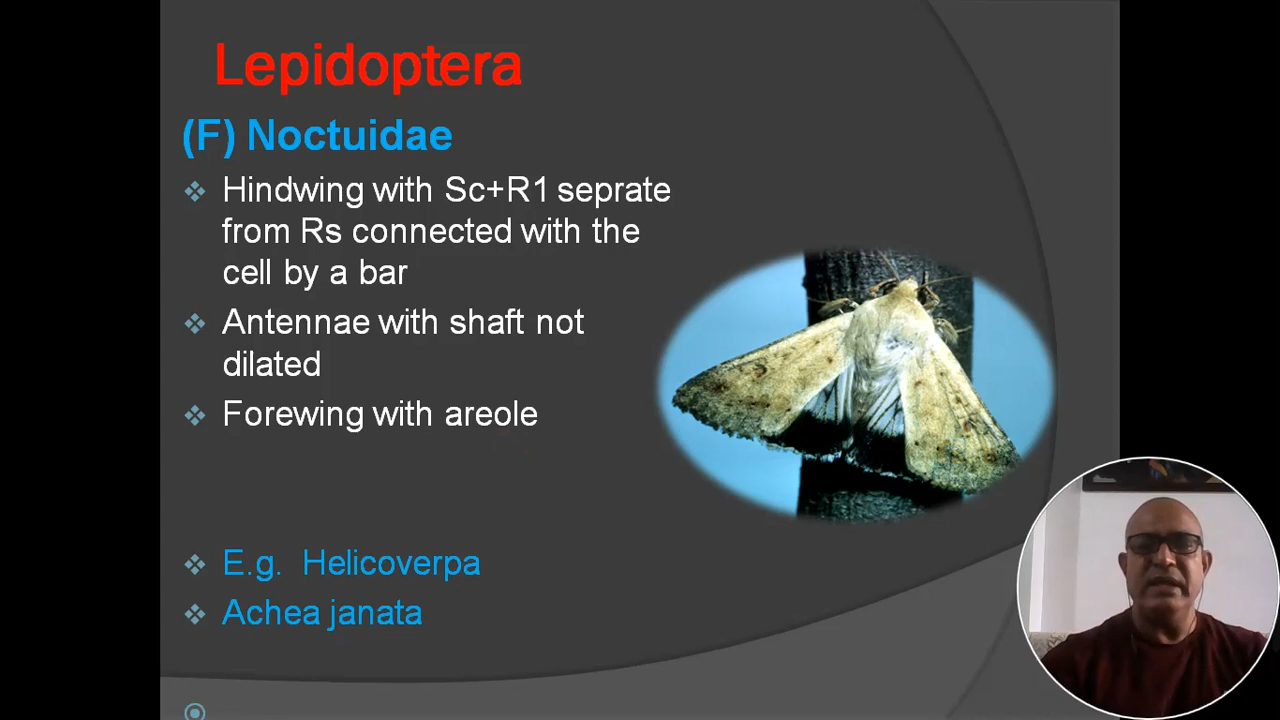 Lepidoptera
(F) Noctuidae
Hindwing with Sc+R1 seprate
from Rs connected with the
cell by a bar
Antennae with shaft not
dilated
Forewing with areole
E.g. Helicoverpa
Achea janata